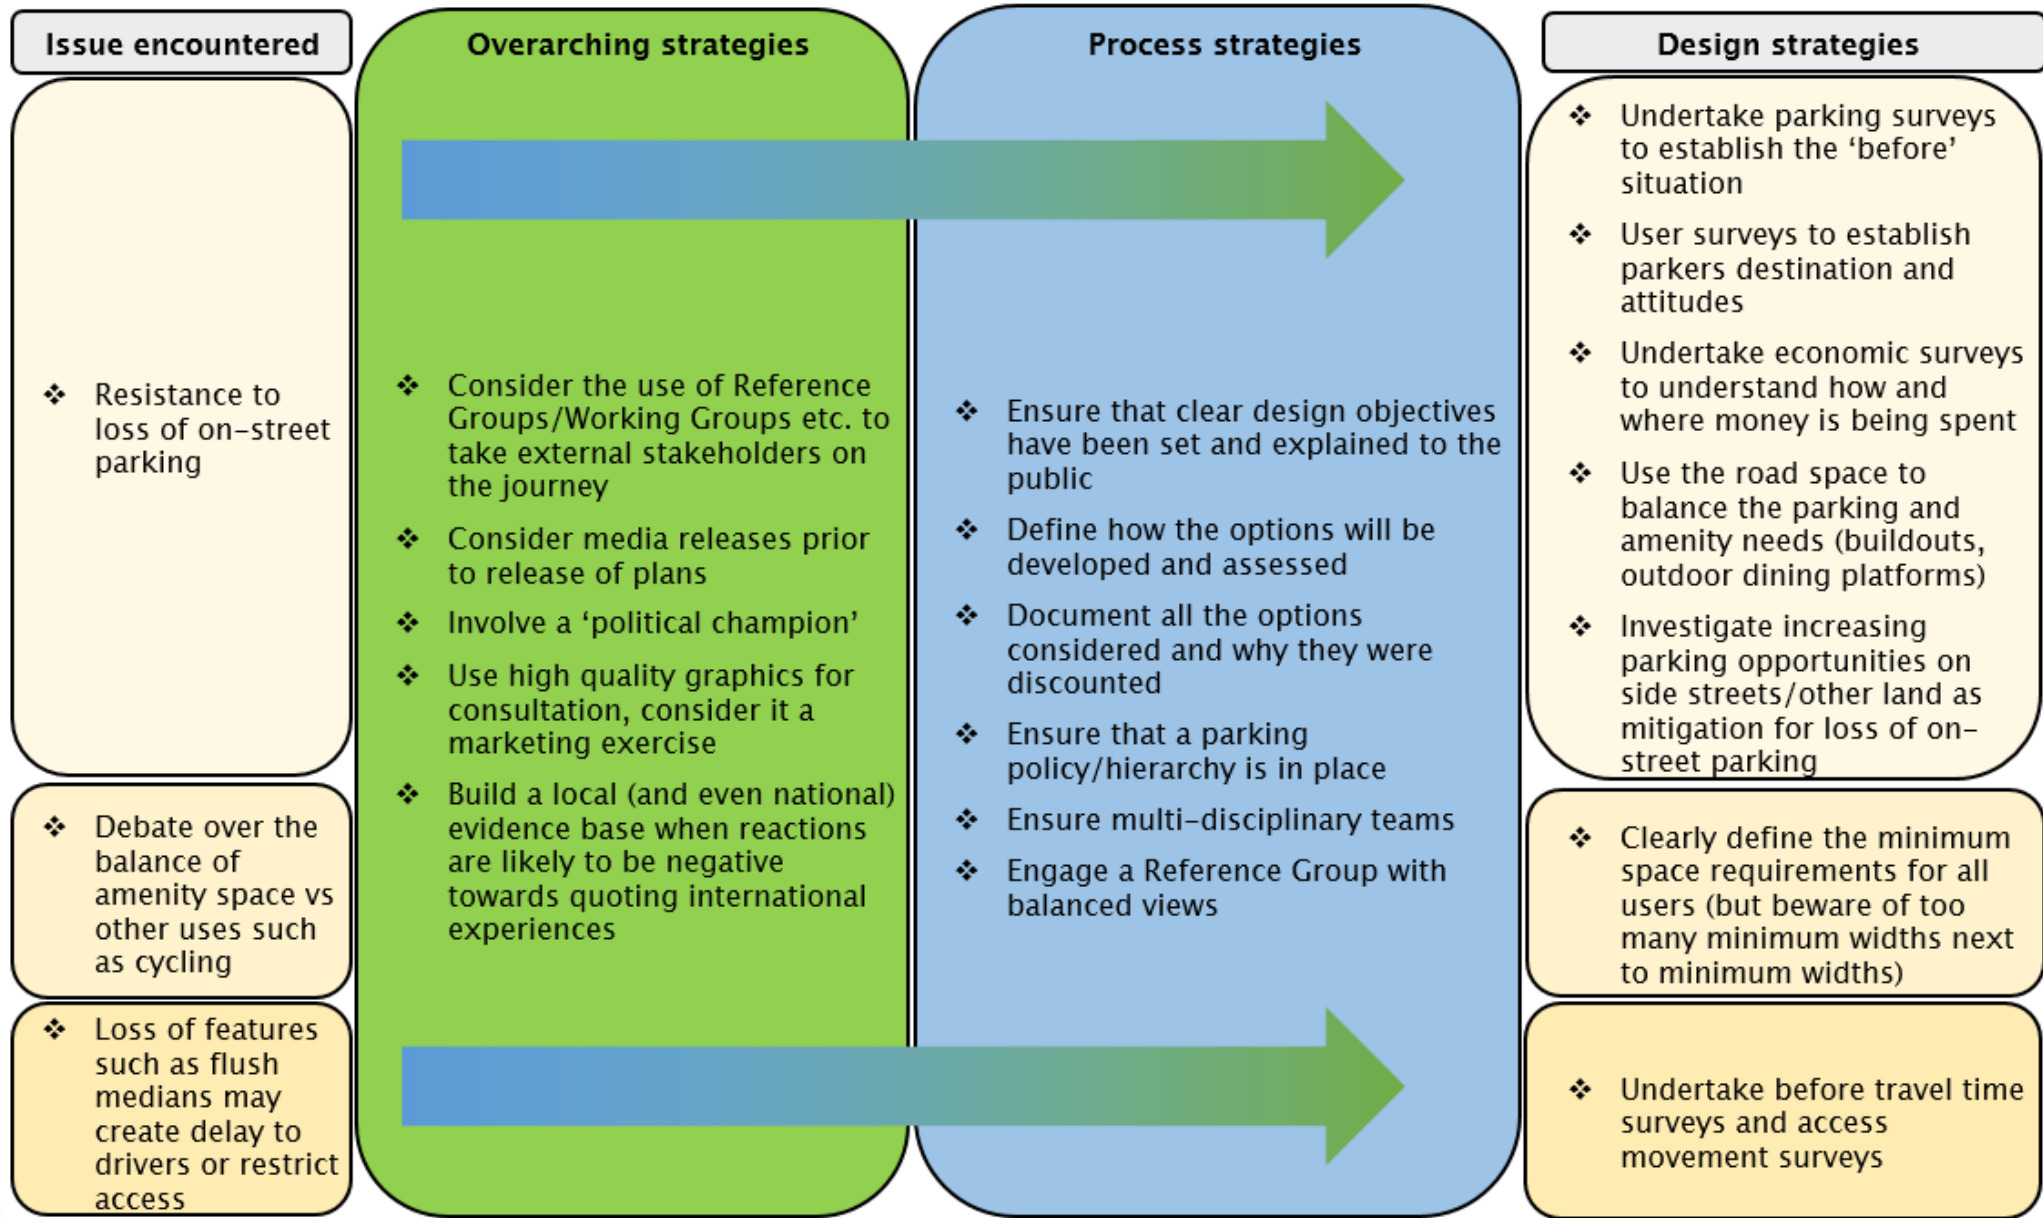 Issue encountered
Overarching strategies
Process strategies
Design strategies
❖ Resistance to
loss of on-street
parking
❖ Debate over the
balance of
amenity space vs
other uses such
as cycling
❖ Loss of features
such as flush
medians may
create delay to
drivers or restrict
access
❖ Consider the use of Reference
Groups/Working Groups etc. to
take external stakeholders on
the journey
❖ Consider media releases prior
to release of plans
❖ Involve a ‘political champion’
❖ Use high quality graphics for
consultation, consider it a
marketing exercise
❖ Build a local (and even national)
evidence base when reactions
are likely to be negative
towards quoting international
experiences
❖ Ensure that clear design objectives
have been set and explained to the
public
❖ Define how the options will be
developed and assessed
❖ Document all the options
considered and why they were
discounted
❖ Ensure that a parking
policy/hierarchy is in place
❖ Ensure multi-disciplinary teams
❖ Engage a Reference Group with
balanced views
❖ Undertake parking surveys
to establish the ‘before’
situation
❖ User surveys to establish
parkers destination and
attitudes
❖ Undertake economic surveys
to understand how and
where money is being spent
❖ Use the road space to
balance the parking and
amenity needs (buildouts,
outdoor dining platforms)
❖ Investigate increasing
parking opportunities on
side streets/other land as
mitigation for loss of on-
street parking
❖ Clearly define the minimum
space requirements for all
users (but beware of too
many minimum widths next
to minimum widths)
❖ Undertake before travel time
surveys and access
movement surveys